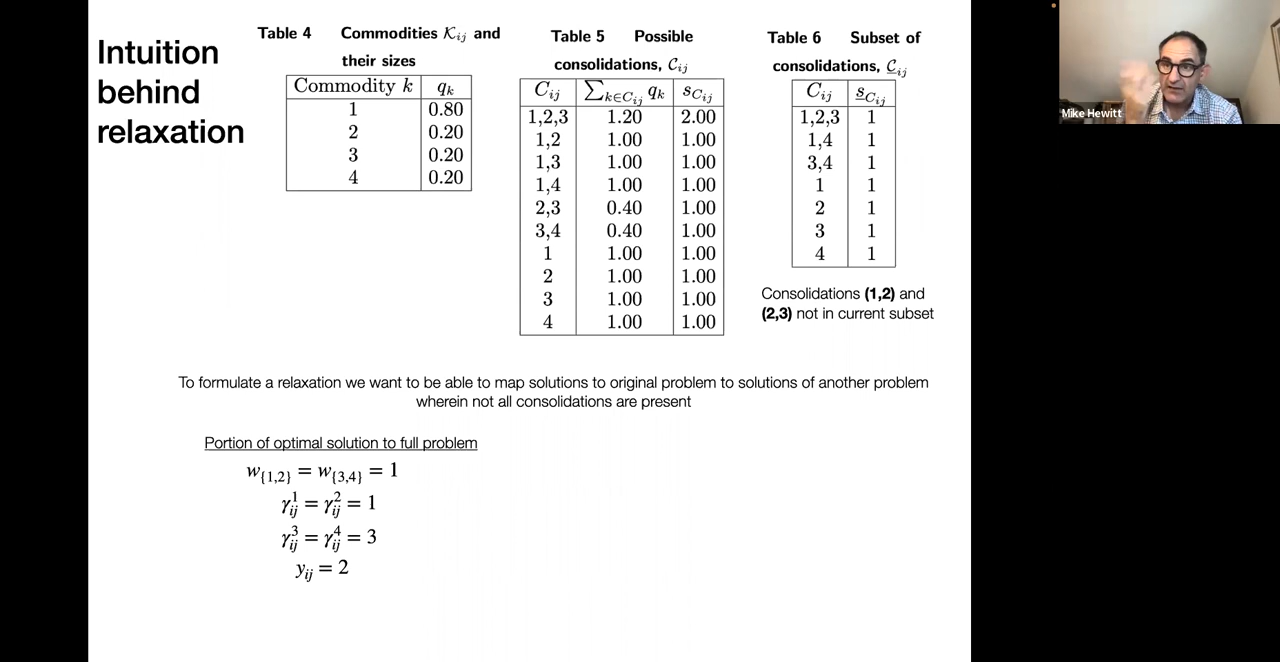 Intuition
behind
relaxation
Table 4 Commodities 𝒦ᵢⱼ and
their sizes
Commodity k qₖ
1 0.80
2 0.20
3 0.20
4 0.20
Table 5 Possible
consolidations, 𝒞ᵢⱼ
Cᵢⱼ ∑_{k∈Cᵢⱼ} qₖ s_{Cᵢⱼ}
1,2,3 1.20 2.00
1,2 1.00 1.00
1,3 1.00 1.00
1,4 1.00 1.00
2,3 0.40 1.00
3,4 0.40 1.00
1 1.00 1.00
2 1.00 1.00
3 1.00 1.00
4 1.00 1.00
Table 6 Subset of
consolidations, \underline{𝒞}ᵢⱼ
Cᵢⱼ \underline{s}_{Cᵢⱼ}
1,2,3 1
1,4 1
3,4 1
1 1
2 1
3 1
4 1
Consolidations (1,2) and
(2,3) not in current subset
To formulate a relaxation we want to be able to map solutions to original problem to solutions of another problem
wherein not all consolidations are present
Portion of optimal solution to full problem
w_{{1,2}} = w_{{3,4}} = 1
γ¹ᵢⱼ = γ²ᵢⱼ = 1
γ³ᵢⱼ = γ⁴ᵢⱼ = 3
yᵢⱼ = 2
Mike Hewitt